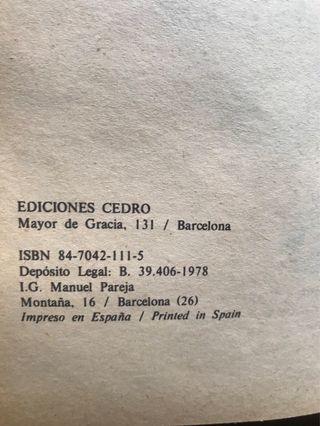 EDICIONES CEDRO
Mayor de Gracia, 131 / Barcelona
ISBN 84-7042-111-5
Depósito Legal: B. 39.406-1978
I.G. Manuel Pareja
Montaña, 16 / Barcelona (26)
Impreso en España / Printed in Spain